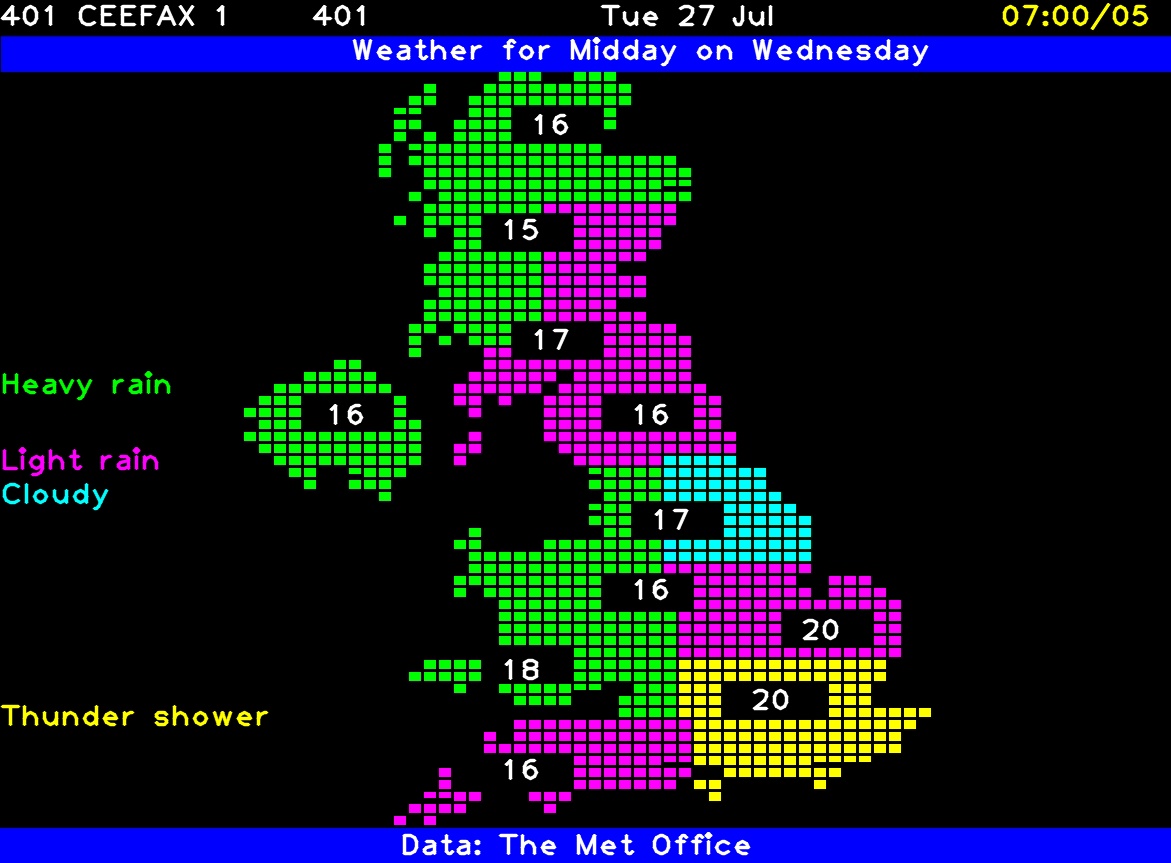 401 CEEFAX 1 401 Tue 27 Jul 07:00/05
Weather for Midday on Wednesday
16
15
17
Heavy rain
16 16
Light rain
Cloudy
17
16
20
18
20
Thunder shower
16
Data: The Met Office